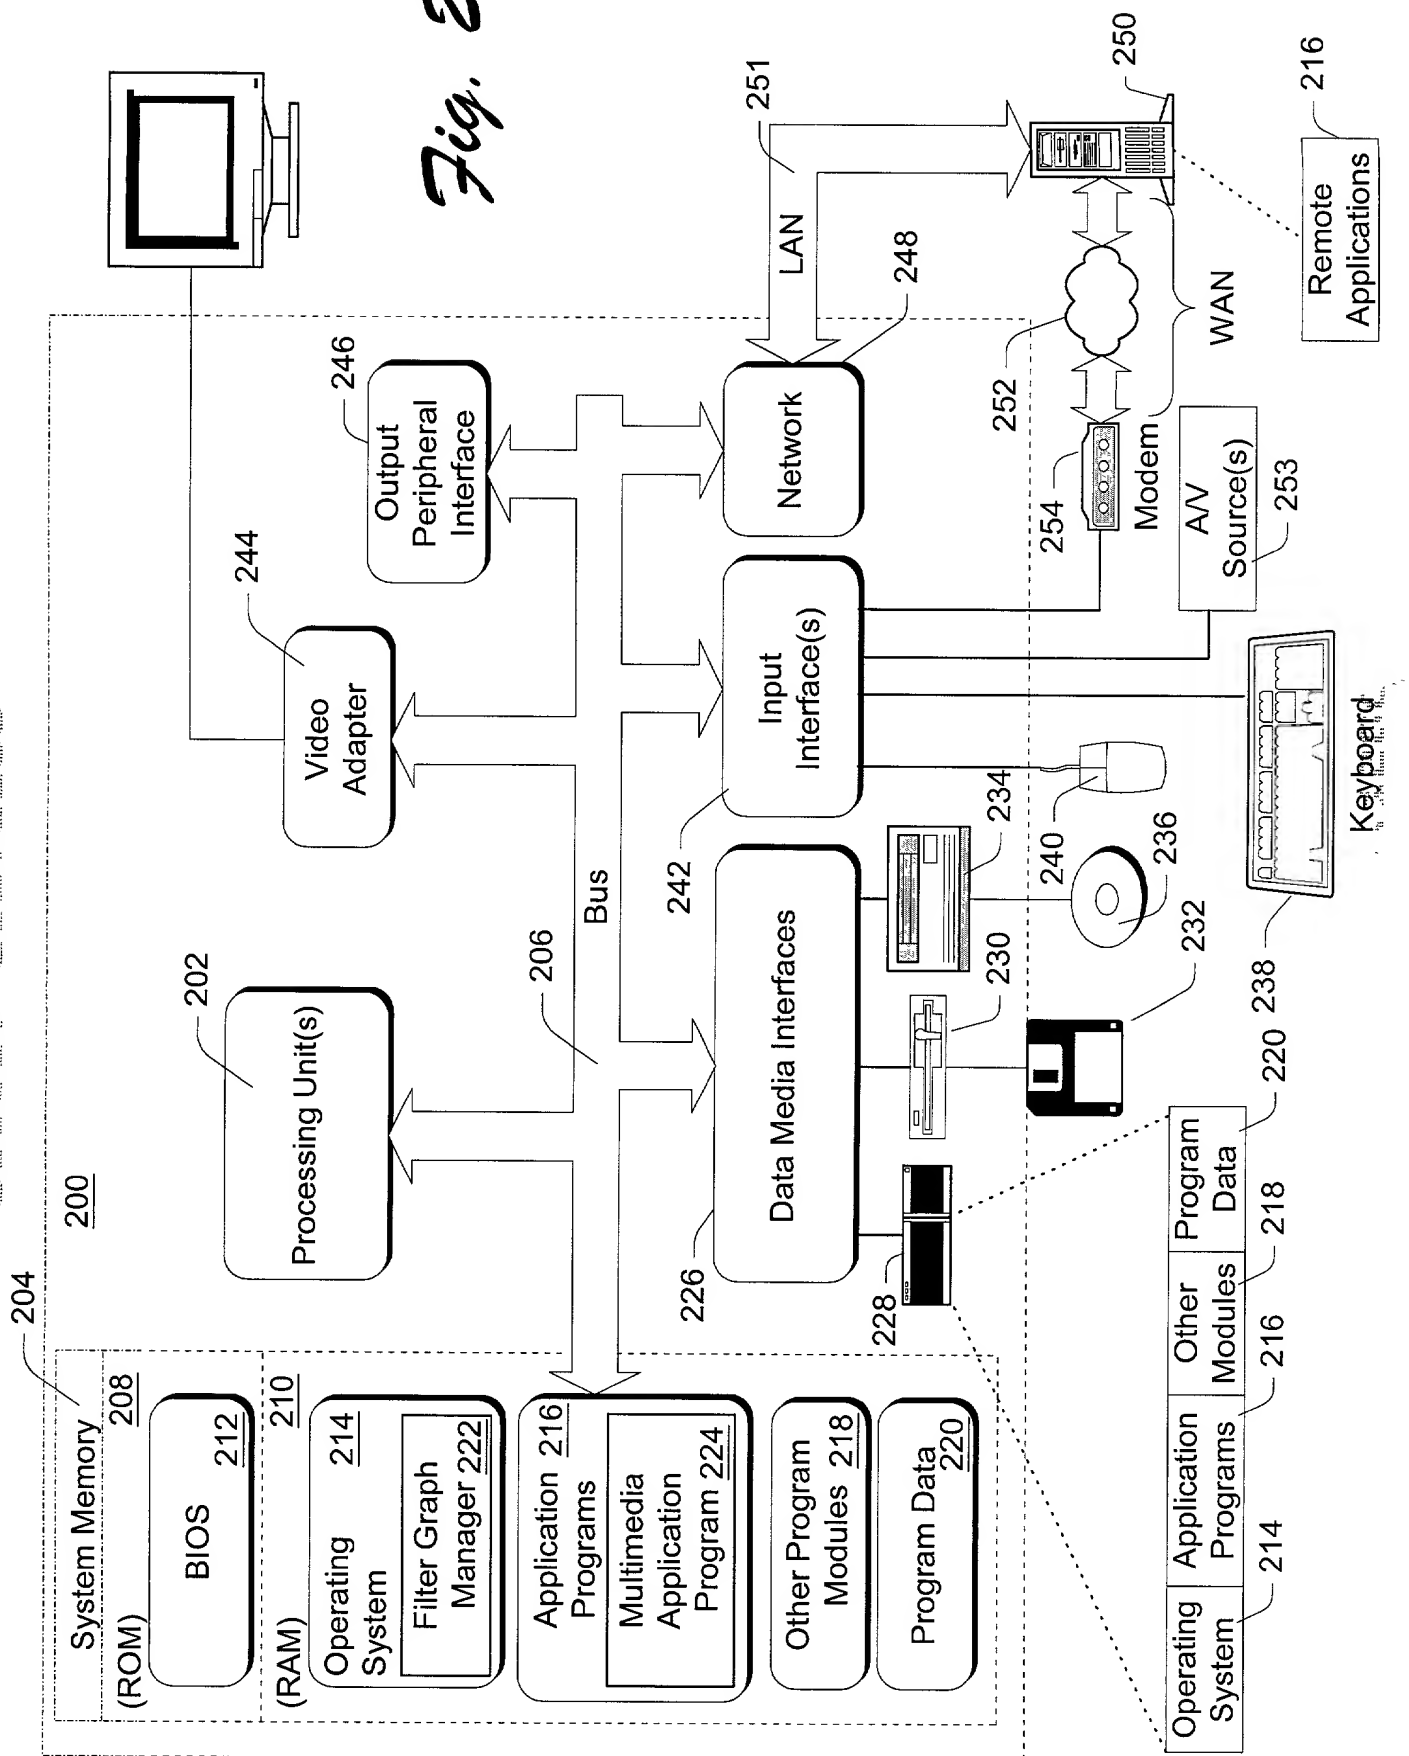 200
204
System Memory
(ROM) 208
BIOS
212
(RAM) 210
Operating
System
214
Filter Graph
Manager 222
Application 216
Programs
Multimedia
Application
Program 224
Other Program
Modules 218
Program Data
220
202
Processing Unit(s)
206
Bus
244
Video
Adapter
246
Output
Peripheral
Interface
226
Data Media Interfaces
242
Input
Interface(s)
Network
248
LAN
251
228
230
234
240
236
232
254
Modem
252
WAN
250
A/V
Source(s)
253
238
Keyboard
Remote
Applications
216
Operating
System
214
Application
Programs
216
Other
Modules
218
Program
Data
220
Fig. 2